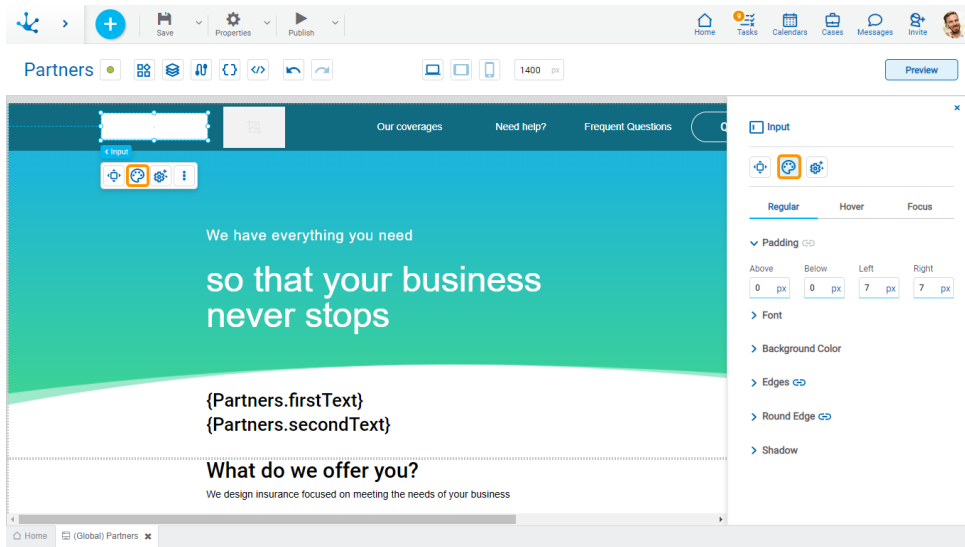 Save
Properties
Publish
Home
9
Tasks
Calendars
Cases
Messages
Invite
Partners
1400 px
Preview
Our coverages
Need help?
Frequent Questions
Q
Input
We have everything you need
so that your business
never stops
{Partners.firstText}
{Partners.secondText}
What do we offer you?
We design insurance focused on meeting the needs of your business
Input
Regular
Hover
Focus
Padding
Above
Below
Left
Right
0 px
0 px
7 px
7 px
Font
Background Color
Edges
Round Edge
Shadow
Home
(Global) Partners